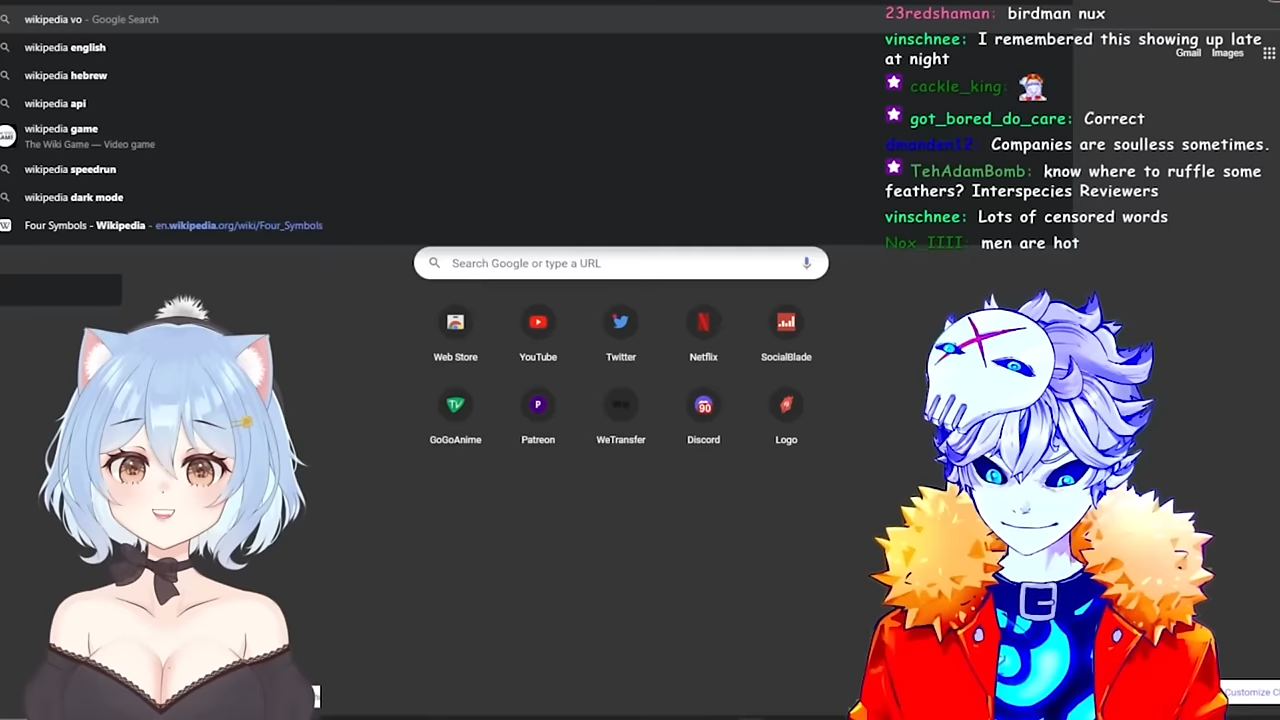 wikipedia vo - Google Search
wikipedia english
wikipedia hebrew
wikipedia api
wikipedia game
The Wiki Game — Video game
wikipedia speedrun
wikipedia dark mode
Four Symbols - Wikipedia - en.wikipedia.org/wiki/Four_Symbols
23redshaman: birdman nux
vinschnee: I remembered this showing up late
at night
Gmail Images
cackle_king:
got_bored_do_care: Correct
dmanden12 Companies are soulless sometimes.
TehAdamBomb: know where to ruffle some
feathers? Interspecies Reviewers
vinschnee: Lots of censored words
Nox_IIII: men are hot
Search Google or type a URL
Web Store YouTube Twitter Netflix SocialBlade
GoGoAnime Patreon WeTransfer Discord Logo
90
Customize C